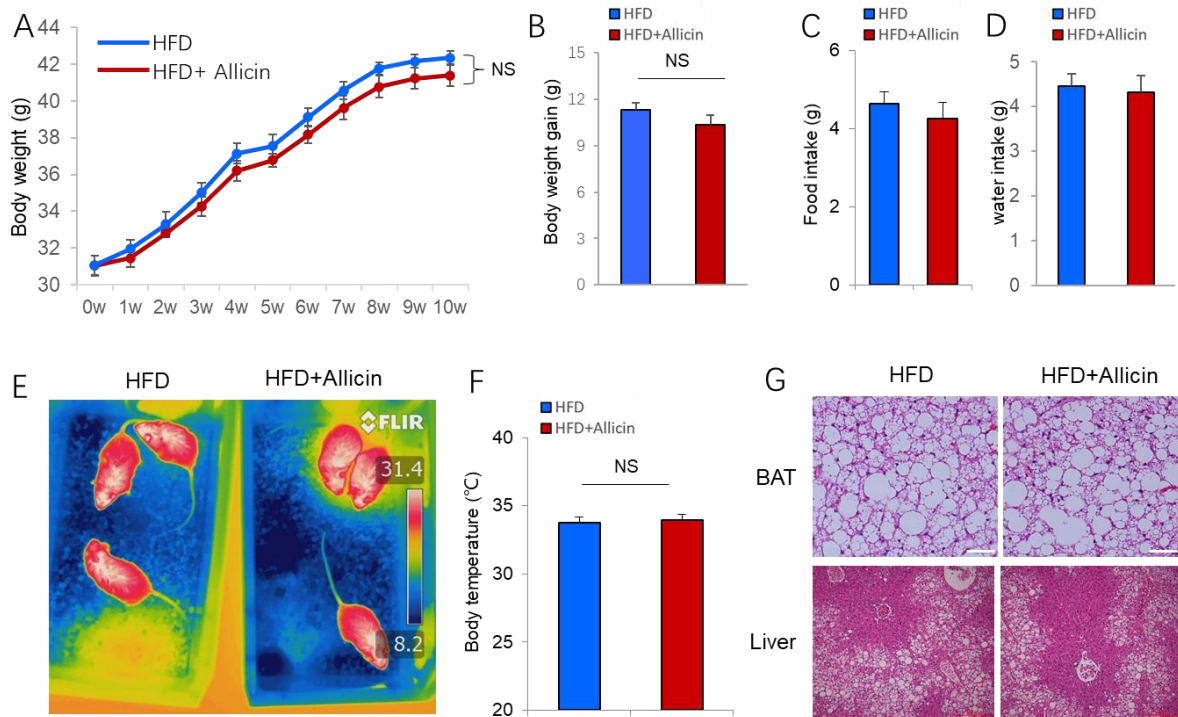 A
HFD
HFD+ Allicin
NS
Body weight (g)
44
42
40
38
36
34
32
30
0w 1w 2w 3w 4w 5w 6w 7w 8w 9w 10w
B
HFD
HFD+Allicin
NS
Body weight gain (g)
15
12
9
6
3
0
C
HFD
HFD+Allicin
Food intake (g)
6
4
2
0
D
HFD
HFD+Allicin
water intake (g)
5
4
3
2
1
0
E
HFD HFD+Allicin
FLIR
31.4
8.2
F
HFD
HFD+Allicin
NS
Body temperature (℃)
40
35
30
25
20
G
HFD HFD+Allicin
BAT
Liver